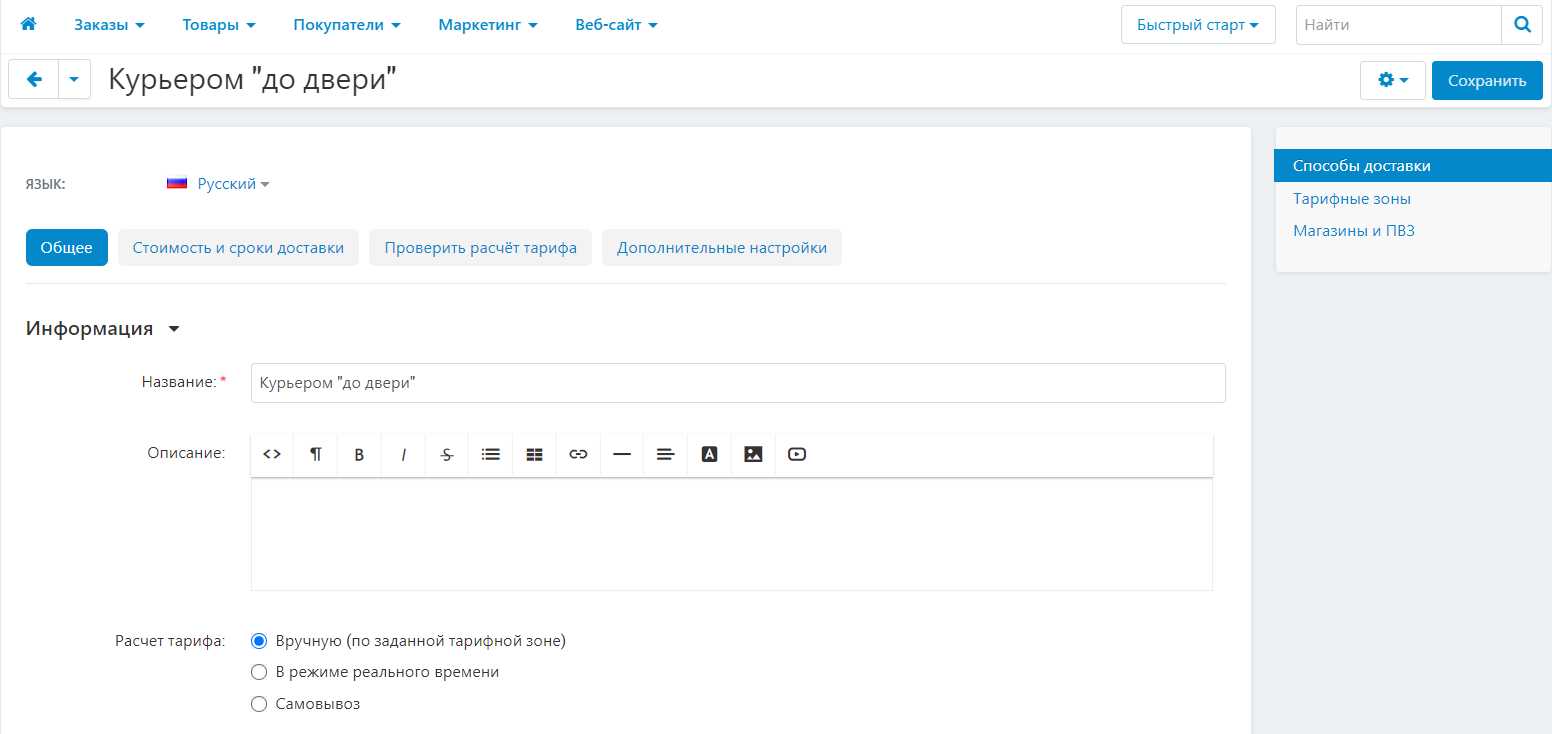 Заказы Товары Покупатели Маркетинг Веб-сайт Быстрый старт Найти
Курьером "до двери" Сохранить
ЯЗЫК: Русский
Общее Стоимость и сроки доставки Проверить расчёт тарифа Дополнительные настройки
Информация
Название: * Курьером "до двери"
Описание:
Расчет тарифа: Вручную (по заданной тарифной зоне)
В режиме реального времени
Самовывоз
Способы доставки
Тарифные зоны
Магазины и ПВЗ